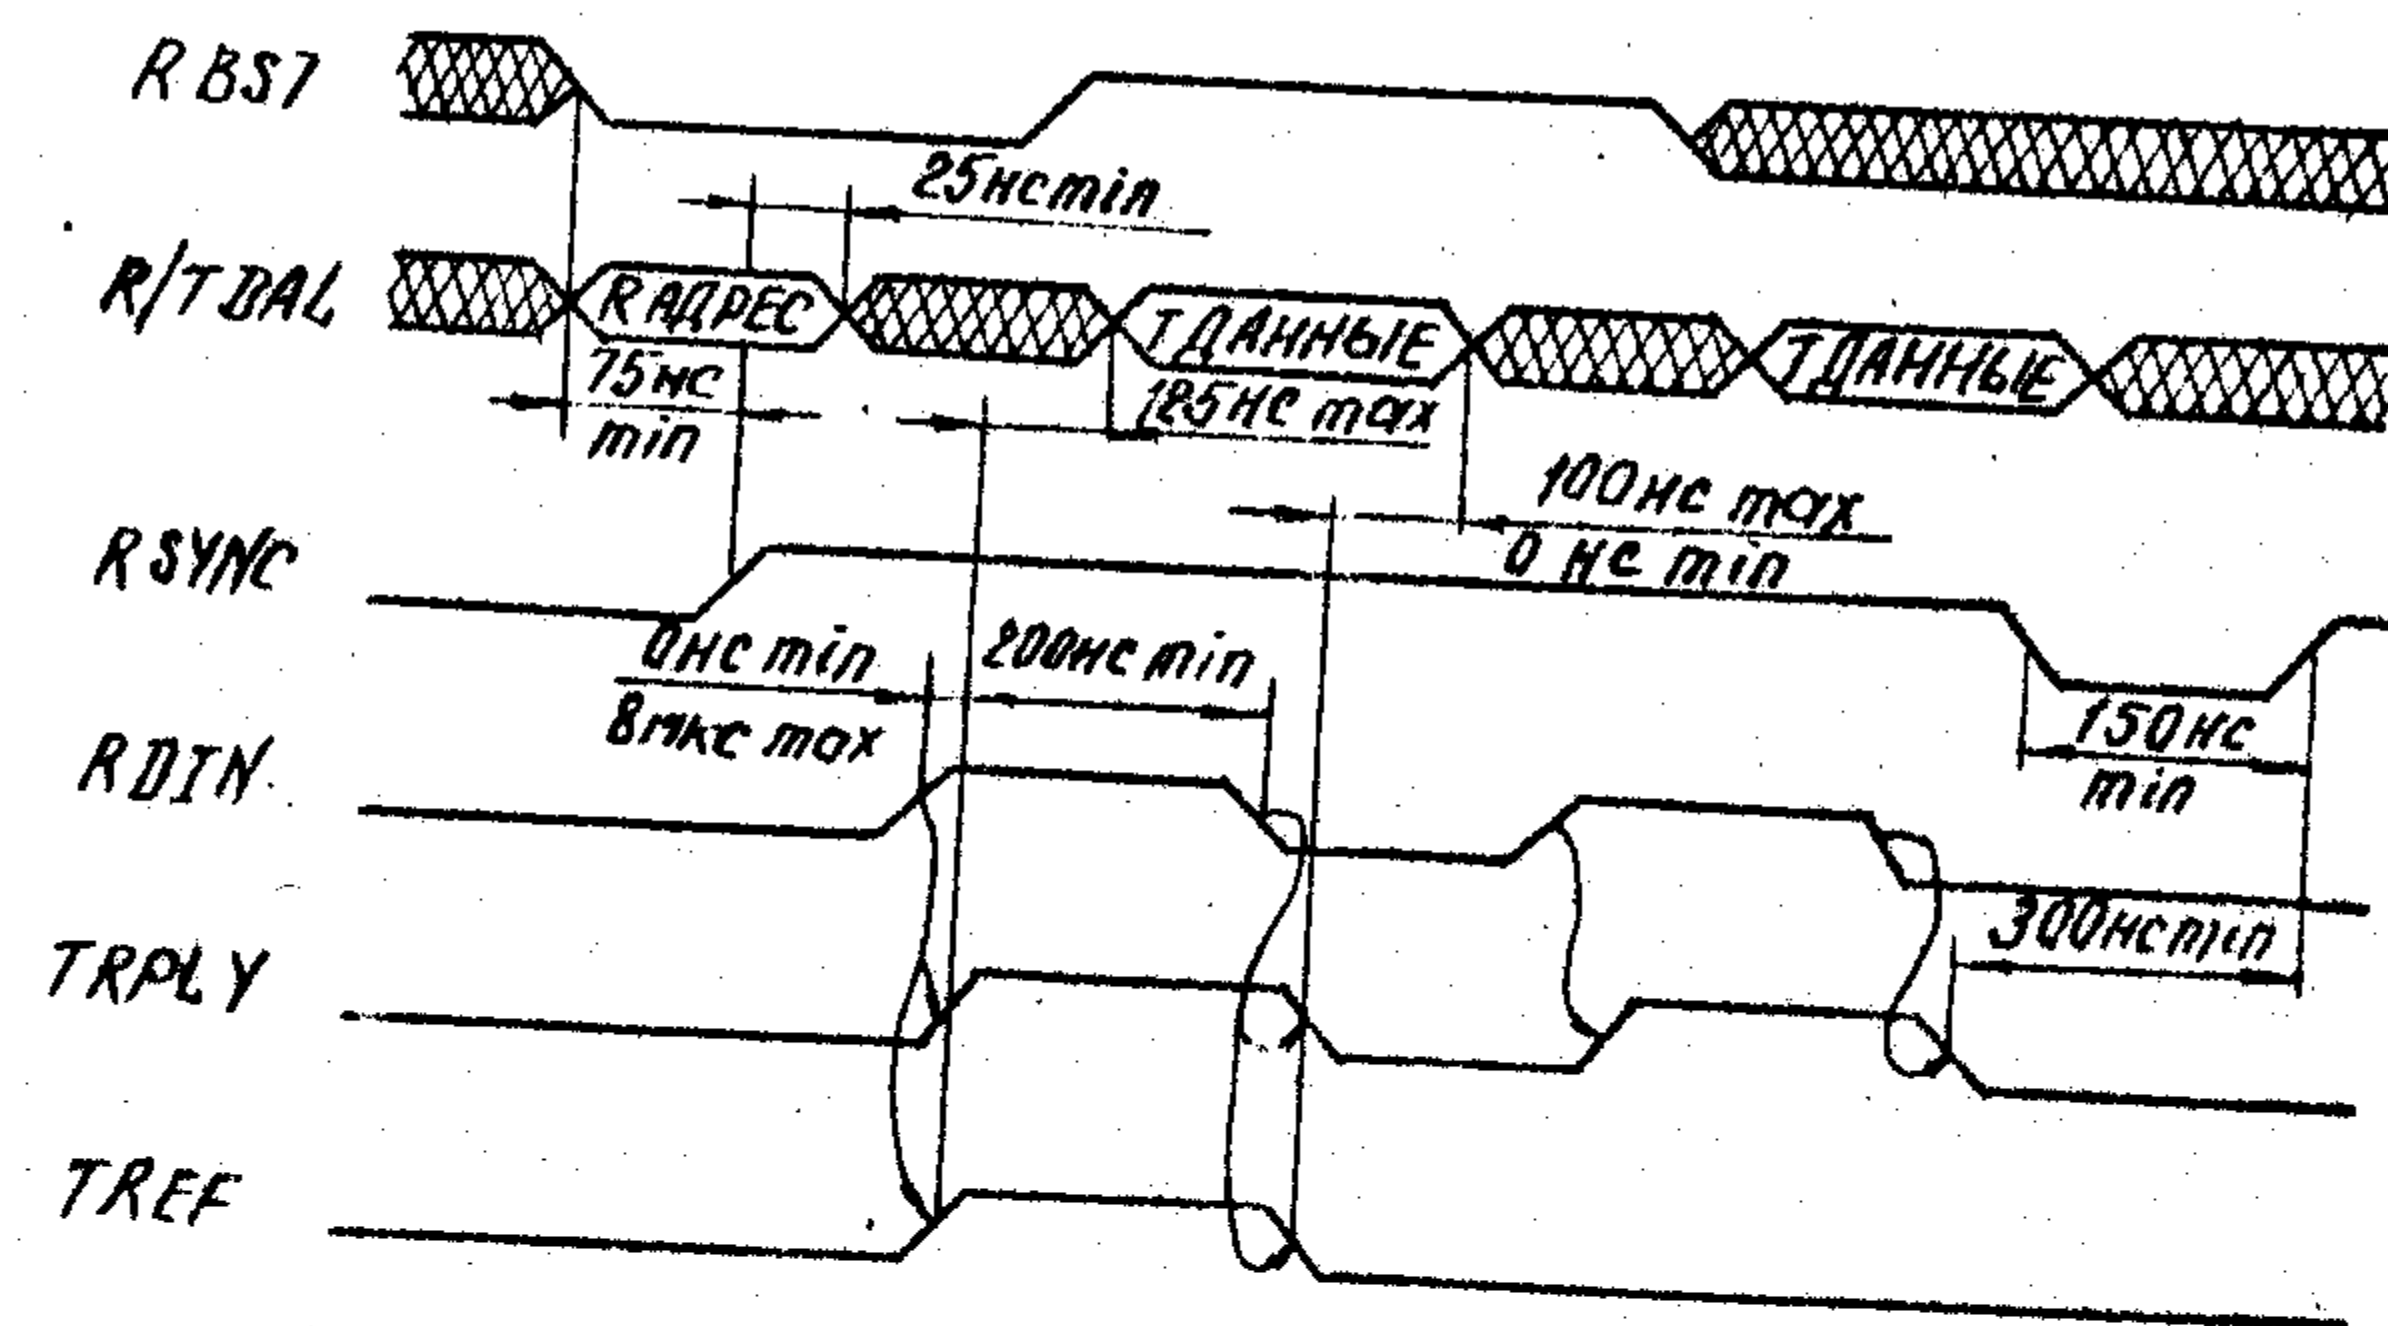 R BS7
25нс min
R/T DAL
R АДРЕС
Т ДАННЫЕ
Т ДАННЫЕ
75нс
min
125нс max
100нс max
0 нс min
R SYNC
0нс min
8мкс max
200нс min
150нс
min
R DIN
300нс min
TRPLY
TREF